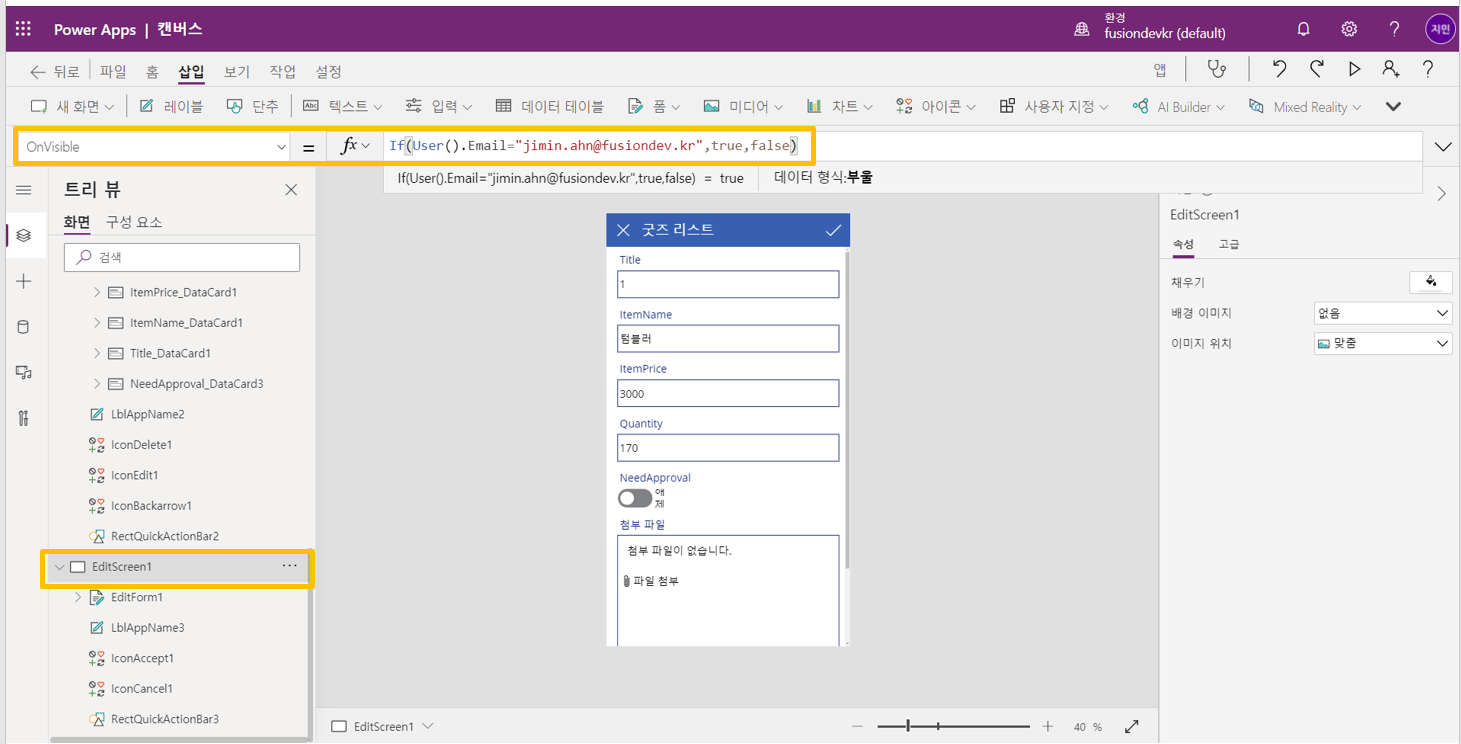 Power Apps | 캔버스
환경
fusiondevkr (default)
지민
뒤로 파일 홈 삽입 보기 작업 설정
앱
새 화면 레이블 단추 텍스트 입력 데이터 테이블 폼 미디어 차트 아이콘 사용자 지정 AI Builder Mixed Reality
OnVisible = fx If(User().Email="jimin.ahn@fusiondev.kr",true,false)
If(User().Email="jimin.ahn@fusiondev.kr",true,false) = true 데이터 형식:부울
트리 뷰
화면 구성 요소
검색
ItemPrice_DataCard1
ItemName_DataCard1
Title_DataCard1
NeedApproval_DataCard3
LblAppName2
IconDelete1
IconEdit1
IconBackarrow1
RectQuickActionBar2
EditScreen1 ...
EditForm1
LblAppName3
IconAccept1
IconCancel1
RectQuickActionBar3
굿즈 리스트
Title
1
ItemName
텀블러
ItemPrice
3000
Quantity
170
NeedApproval
해
제
첨부 파일
첨부 파일이 없습니다.
파일 첨부
EditScreen1
40 %
EditScreen1
속성 고급
채우기
배경 이미지 없음
이미지 위치 맞춤